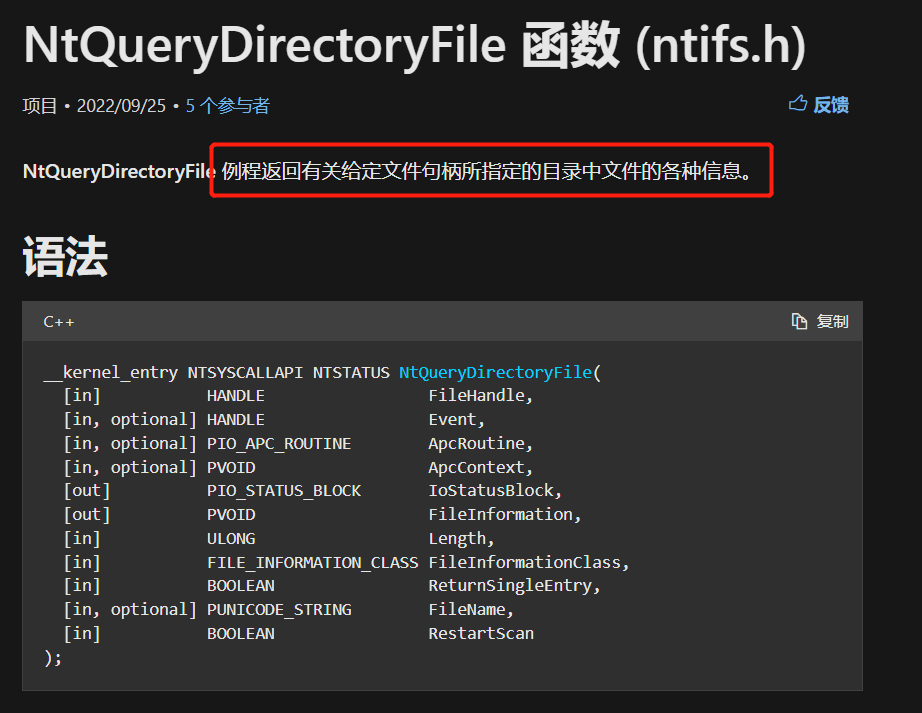 NtQueryDirectoryFile 函数 (ntifs.h)
项目 • 2022/09/25 • 5 个参与者
反馈
NtQueryDirectoryFile 例程返回有关给定文件句柄所指定的目录中文件的各种信息。
语法
C++
复制
__kernel_entry NTSYSCALLAPI NTSTATUS NtQueryDirectoryFile(
[in] HANDLE FileHandle,
[in, optional] HANDLE Event,
[in, optional] PIO_APC_ROUTINE ApcRoutine,
[in, optional] PVOID ApcContext,
[out] PIO_STATUS_BLOCK IoStatusBlock,
[out] PVOID FileInformation,
[in] ULONG Length,
[in] FILE_INFORMATION_CLASS FileInformationClass,
[in] BOOLEAN ReturnSingleEntry,
[in, optional] PUNICODE_STRING FileName,
[in] BOOLEAN RestartScan
);